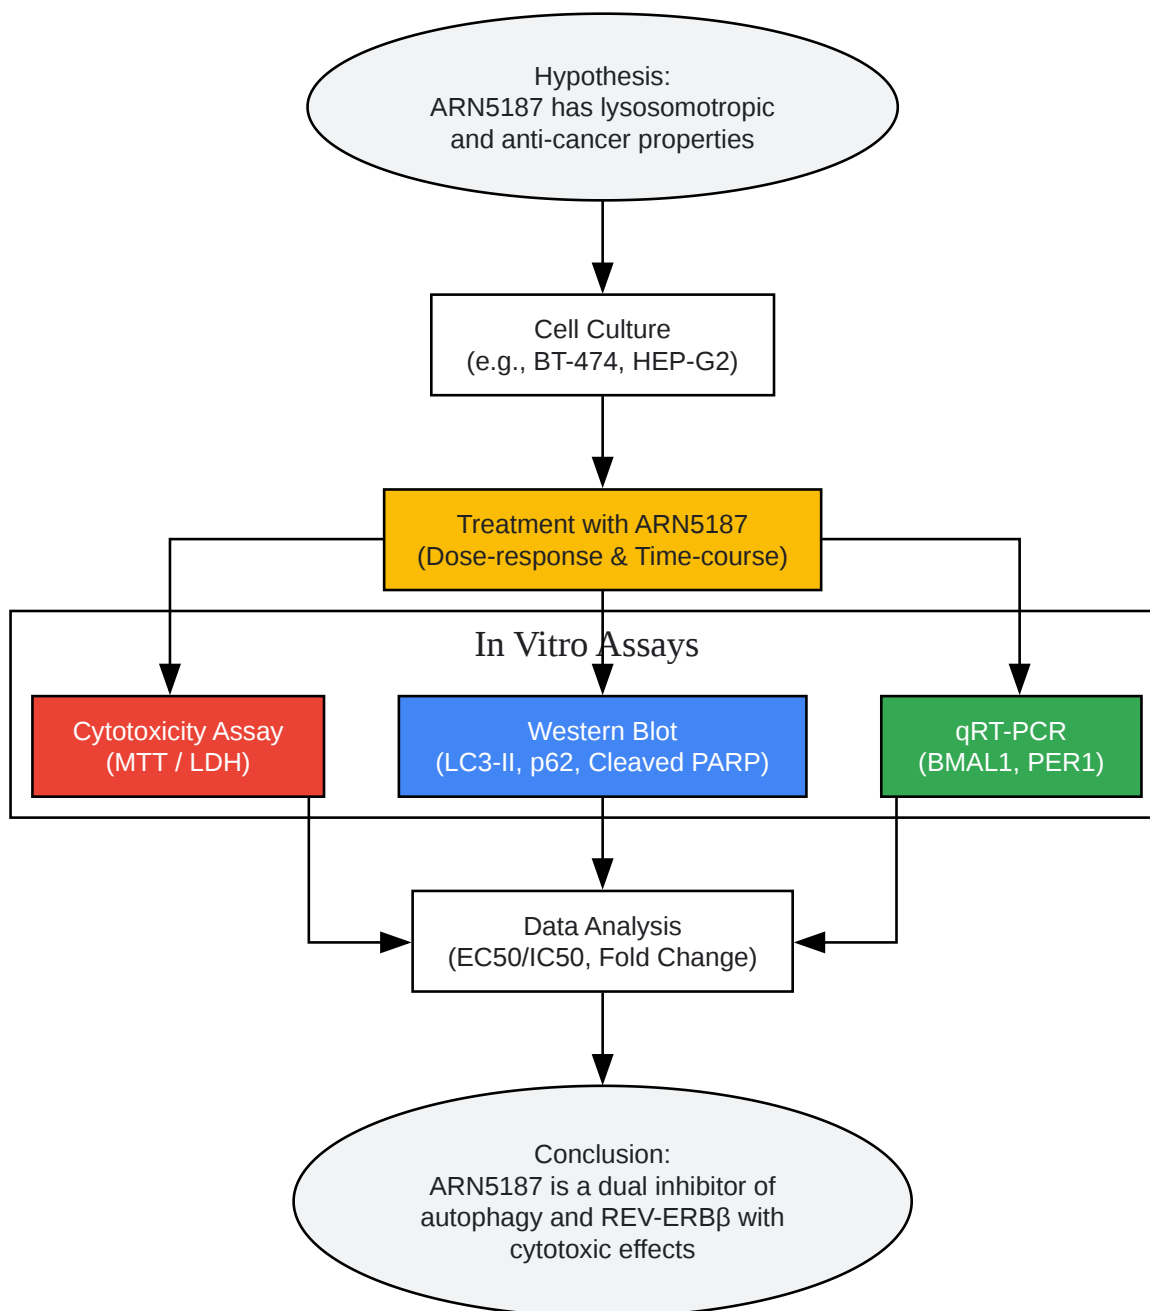 Hypothesis:
ARN5187 has lysosomotropic
and anti-cancer properties
Cell Culture
(e.g., BT-474, HEP-G2)
Treatment with ARN5187
(Dose-response & Time-course)
In Vitro Assays
Cytotoxicity Assay
(MTT / LDH)
Western Blot
(LC3-II, p62, Cleaved PARP)
qRT-PCR
(BMAL1, PER1)
Data Analysis
(EC50/IC50, Fold Change)
Conclusion:
ARN5187 is a dual inhibitor of
autophagy and REV-ERBβ with
cytotoxic effects